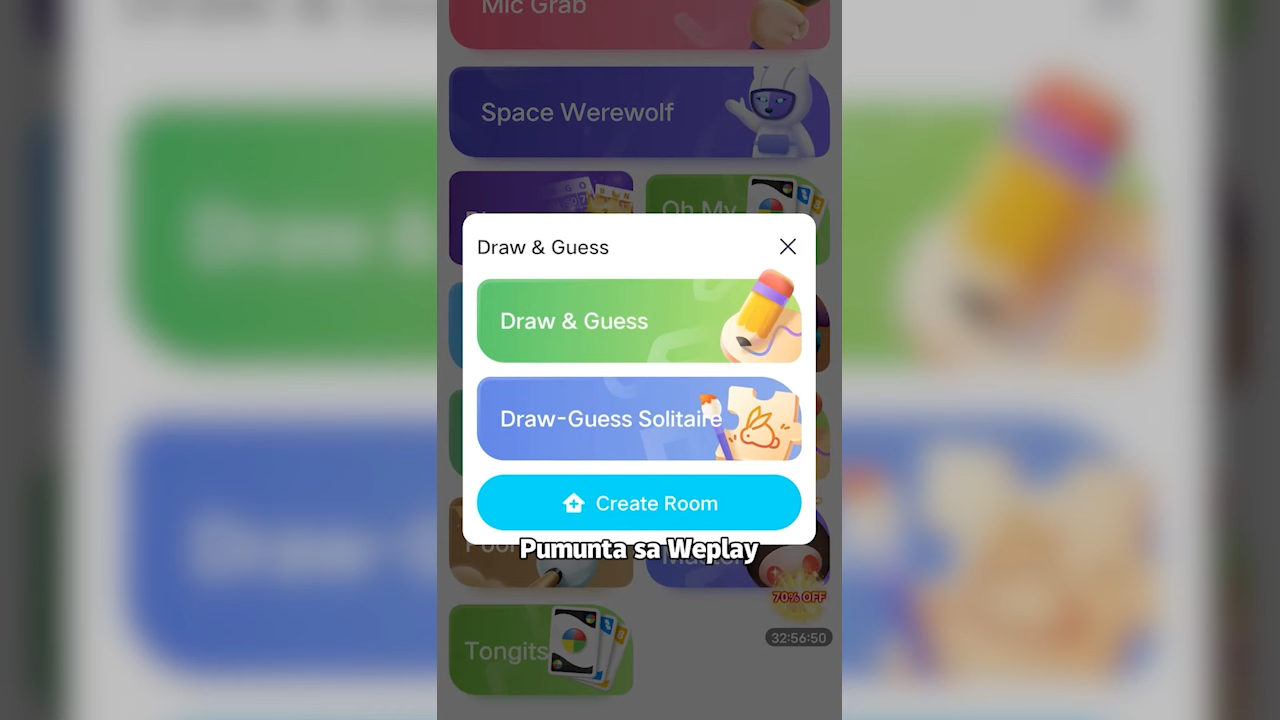 Mic Grab
Space Werewolf
Oh My
Draw & Guess
Draw & Guess
Draw-Guess Solitaire
Create Room
Pumunta sa Weplay
70% OFF
32:56:50
Tongits